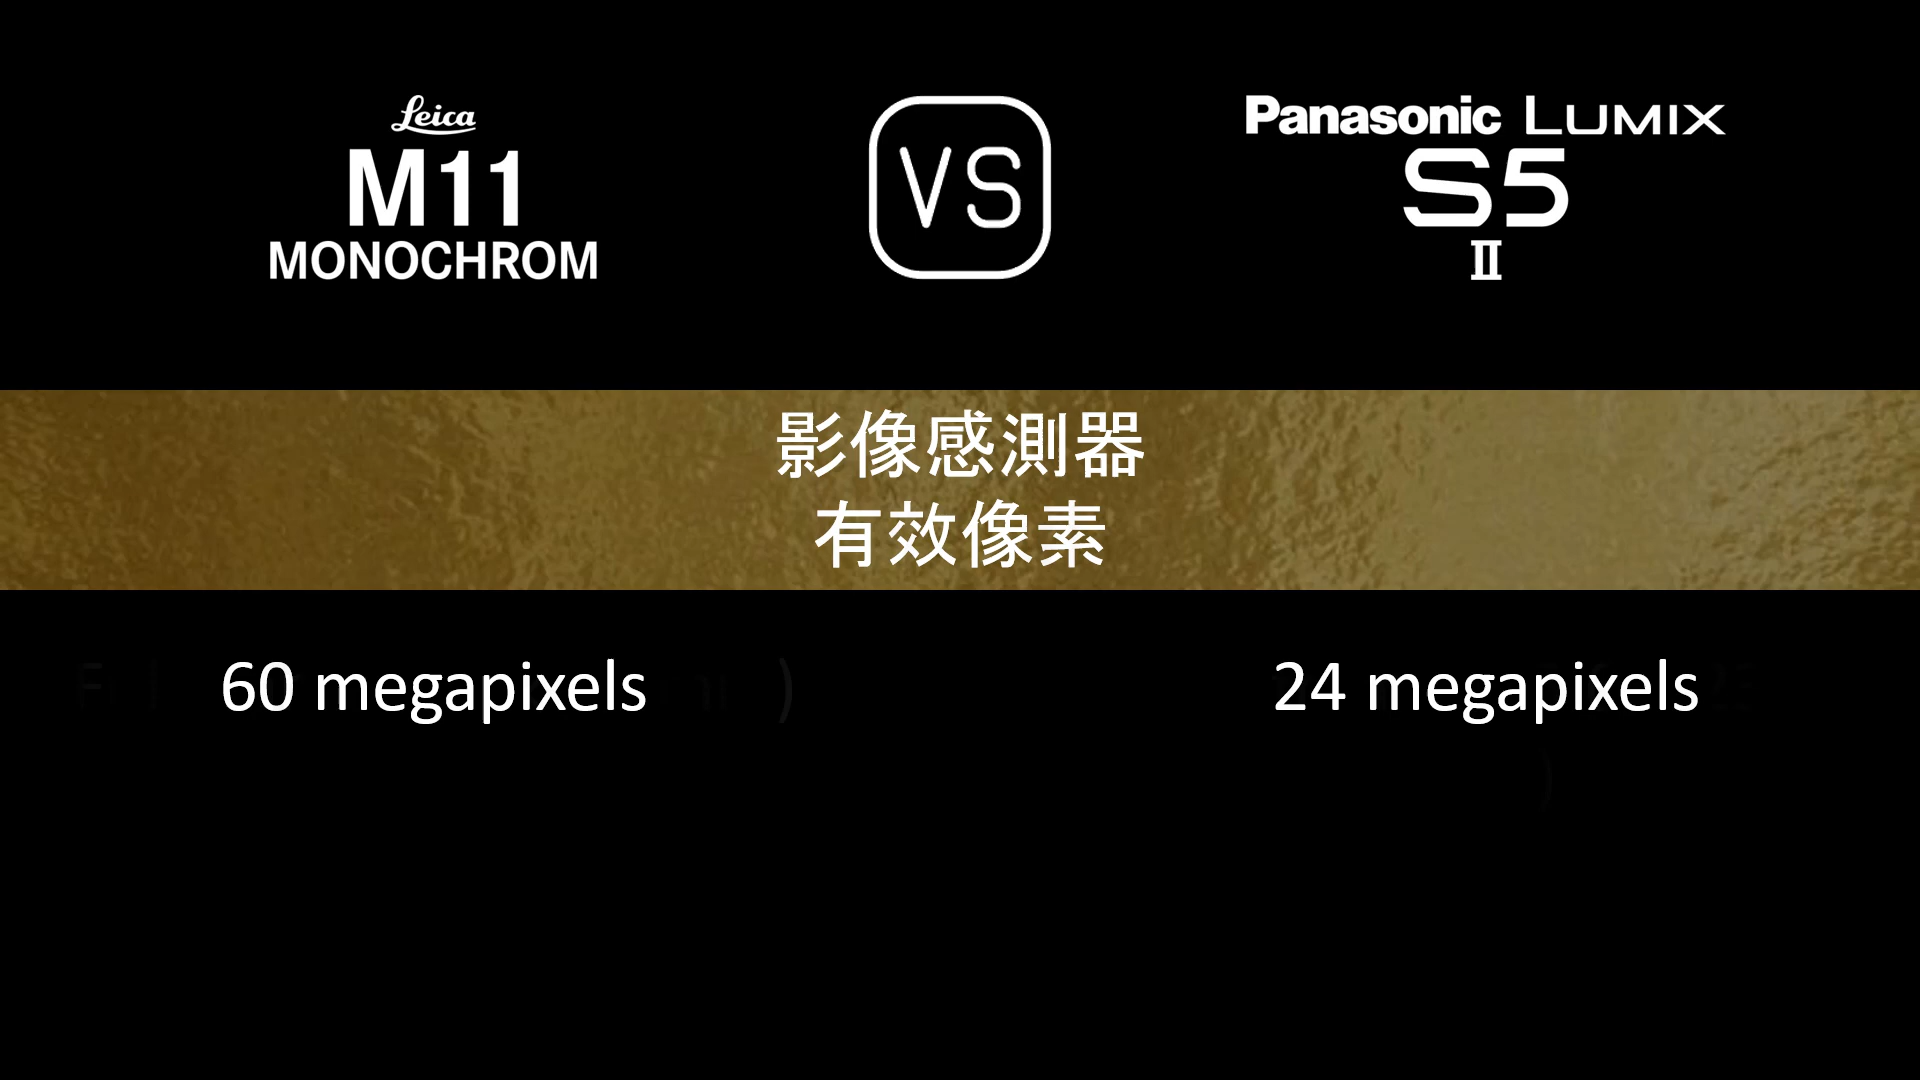 Leica
M11
MONOCHROM
VS
Panasonic LUMIX
S5
II
影像感測器
有效像素
60 megapixels
24 megapixels